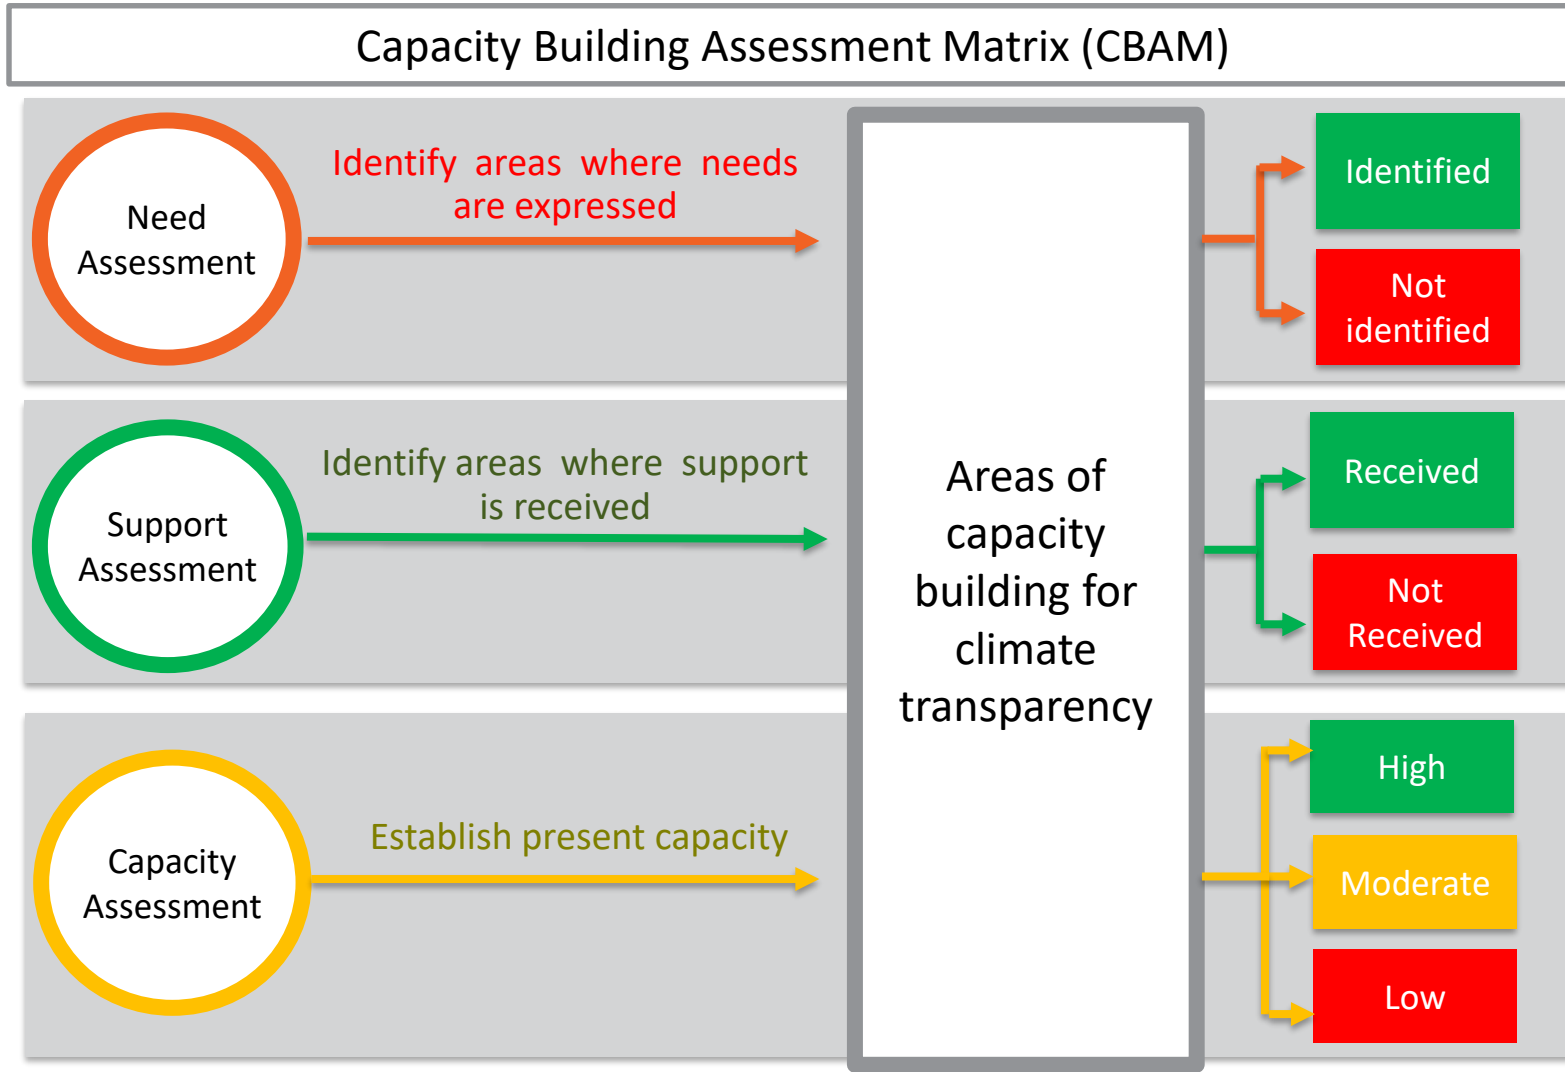 Capacity Building Assessment Matrix (CBAM)
Need
Assessment
Identify areas where needs
are expressed
Identified
Not
identified
Support
Assessment
Identify areas where support
is received
Received
Not
Received
Capacity
Assessment
Establish present capacity
High
Moderate
Low
Areas of
capacity
building for
climate
transparency